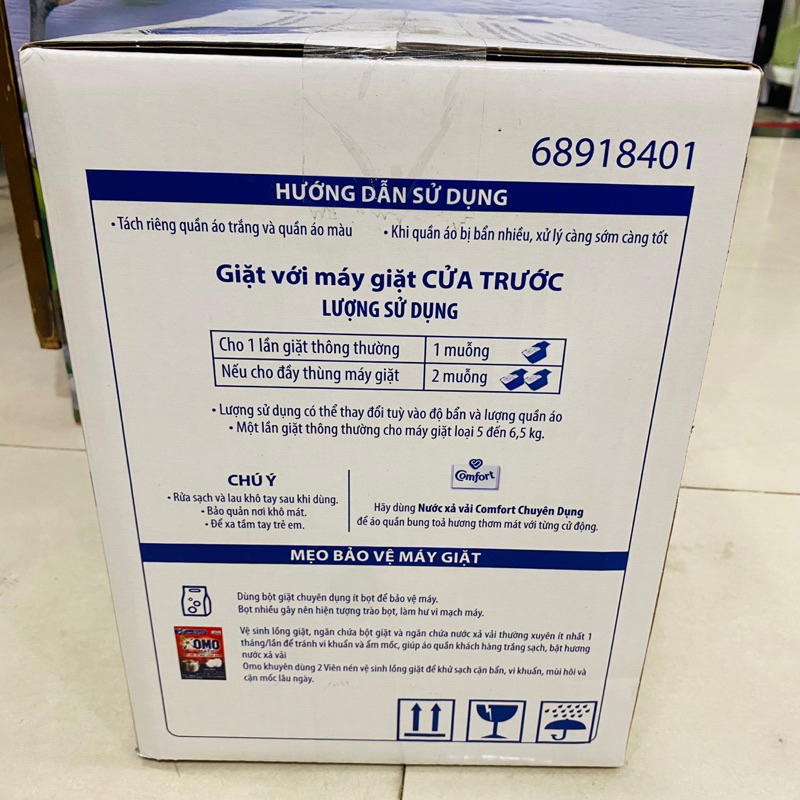 68918401
HƯỚNG DẪN SỬ DỤNG
• Tách riêng quần áo trắng và quần áo màu
• Khi quần áo bị bẩn nhiều, xử lý càng sớm càng tốt
Giặt với máy giặt CỬA TRƯỚC
LƯỢNG SỬ DỤNG
Cho 1 lần giặt thông thường 1 muỗng
Nếu cho đầy thùng máy giặt 2 muỗng
• Lượng sử dụng có thể thay đổi tuỳ vào độ bẩn và lượng quần áo
• Một lần giặt thông thường cho máy giặt loại 5 đến 6,5 kg.
CHÚ Ý
• Rửa sạch và lau khô tay sau khi dùng.
• Bảo quản nơi khô mát.
• Để xa tầm tay trẻ em.
Comfort
Hãy dùng Nước xả vải Comfort Chuyên Dụng
để áo quần bung toả hương thơm mát với từng cử động.
MẸO BẢO VỆ MÁY GIẶT
Dùng bột giặt chuyên dụng ít bọt để bảo vệ máy.
Bọt nhiều gây nên hiện tượng trào bọt, làm hư vi mạch máy.
OMO
Vệ sinh lồng giặt, ngăn chứa bột giặt và ngăn chứa nước xả vải thường xuyên ít nhất 1
tháng/lần để tránh vi khuẩn và ẩm mốc, giúp áo quần khách hàng trắng sạch, bật hương
nước xả vải
Omo khuyên dùng 2 Viên nén vệ sinh lồng giặt để khử sạch cặn bẩn, vi khuẩn, mùi hôi và
cặn mốc lâu ngày.